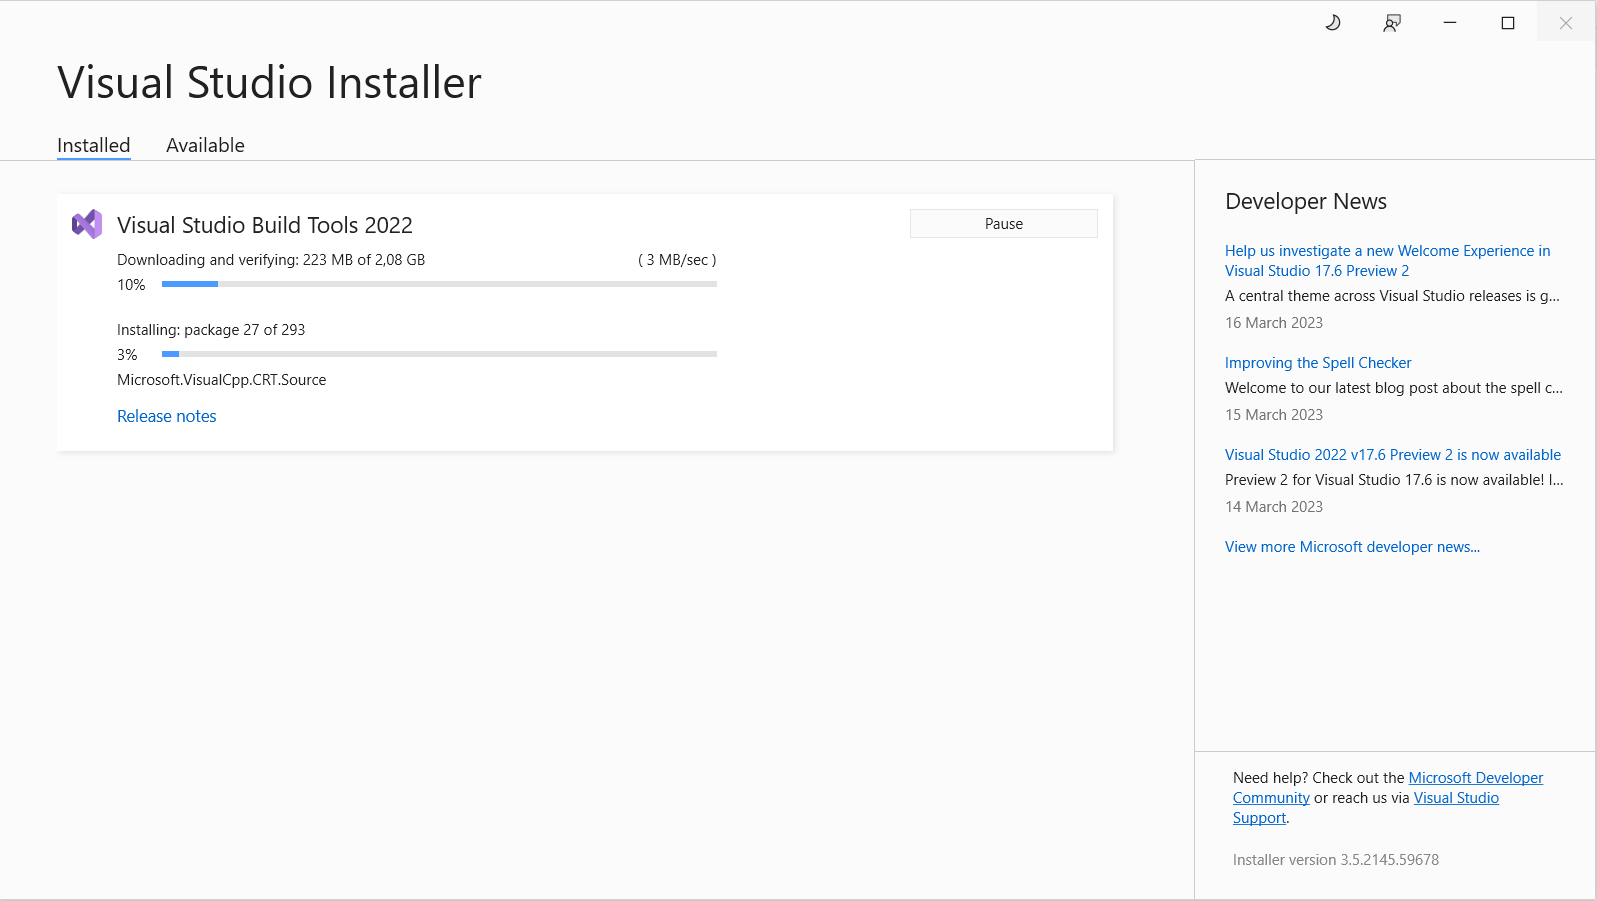 Visual Studio Installer
Installed
Available
Visual Studio Build Tools 2022
Pause
Downloading and verifying: 223 MB of 2,08 GB
( 3 MB/sec )
10%
Installing: package 27 of 293
3%
Microsoft.VisualCpp.CRT.Source
Release notes
Developer News
Help us investigate a new Welcome Experience in
Visual Studio 17.6 Preview 2
A central theme across Visual Studio releases is g...
16 March 2023
Improving the Spell Checker
Welcome to our latest blog post about the spell c...
15 March 2023
Visual Studio 2022 v17.6 Preview 2 is now available
Preview 2 for Visual Studio 17.6 is now available! I...
14 March 2023
View more Microsoft developer news...
Need help? Check out the Microsoft Developer
Community or reach us via Visual Studio
Support.
Installer version 3.5.2145.59678